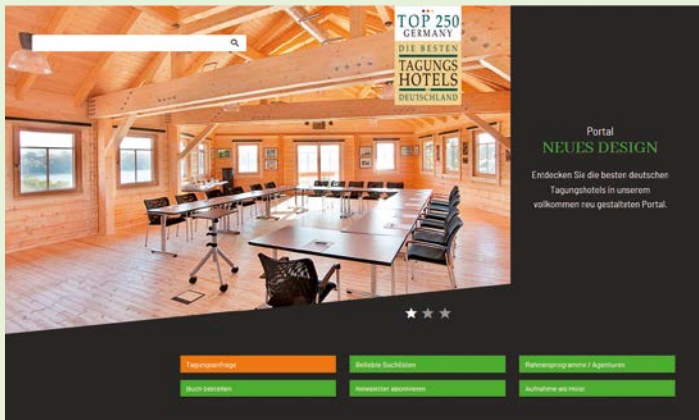 TOP 250
GERMANY
DIE BESTEN
TAGUNGS
HOTELS
DEUTSCHLAND
Portal
NEUES DESIGN
Entdecken Sie die besten deutschen
Tagungshotels in unserem
vollkommen neu gestalteten Portal.
Tagungsanfrage
Beliebte Suchlisten
Rahmenprogramme / Agenturen
Buch bestellen
Newsletter abonnieren
Aufnahme als Hotel